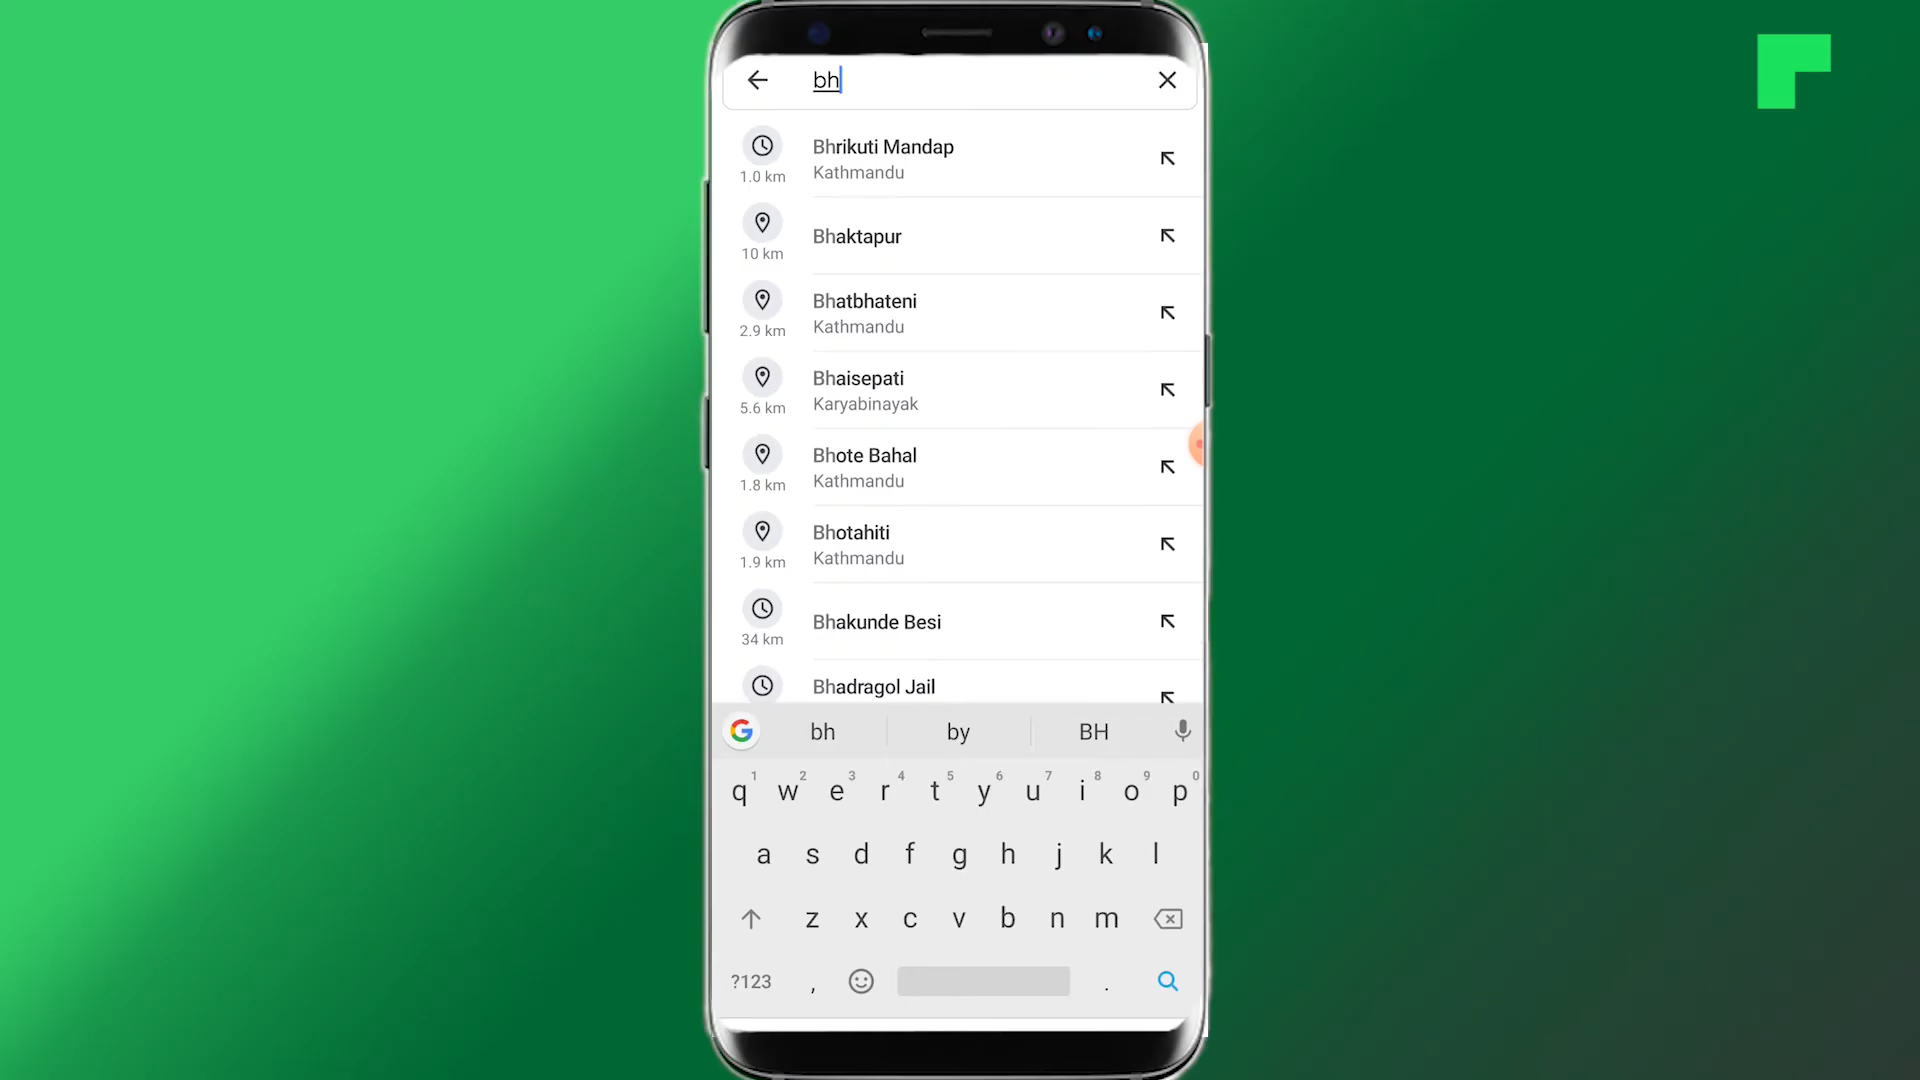 bh
Bhrikuti Mandap
1.0 km
Kathmandu
Bhaktapur
10 km
Bhatbhateni
2.9 km
Kathmandu
Bhaisepati
5.6 km
Karyabinayak
Bhote Bahal
1.8 km
Kathmandu
Bhotahiti
1.9 km
Kathmandu
Bhakunde Besi
34 km
Bhadragol Jail
G bh by BH
1 2 3 4 5 6 7 8 9 0
q w e r t y u i o p
a s d f g h j k l
z x c v b n m
?123 , .